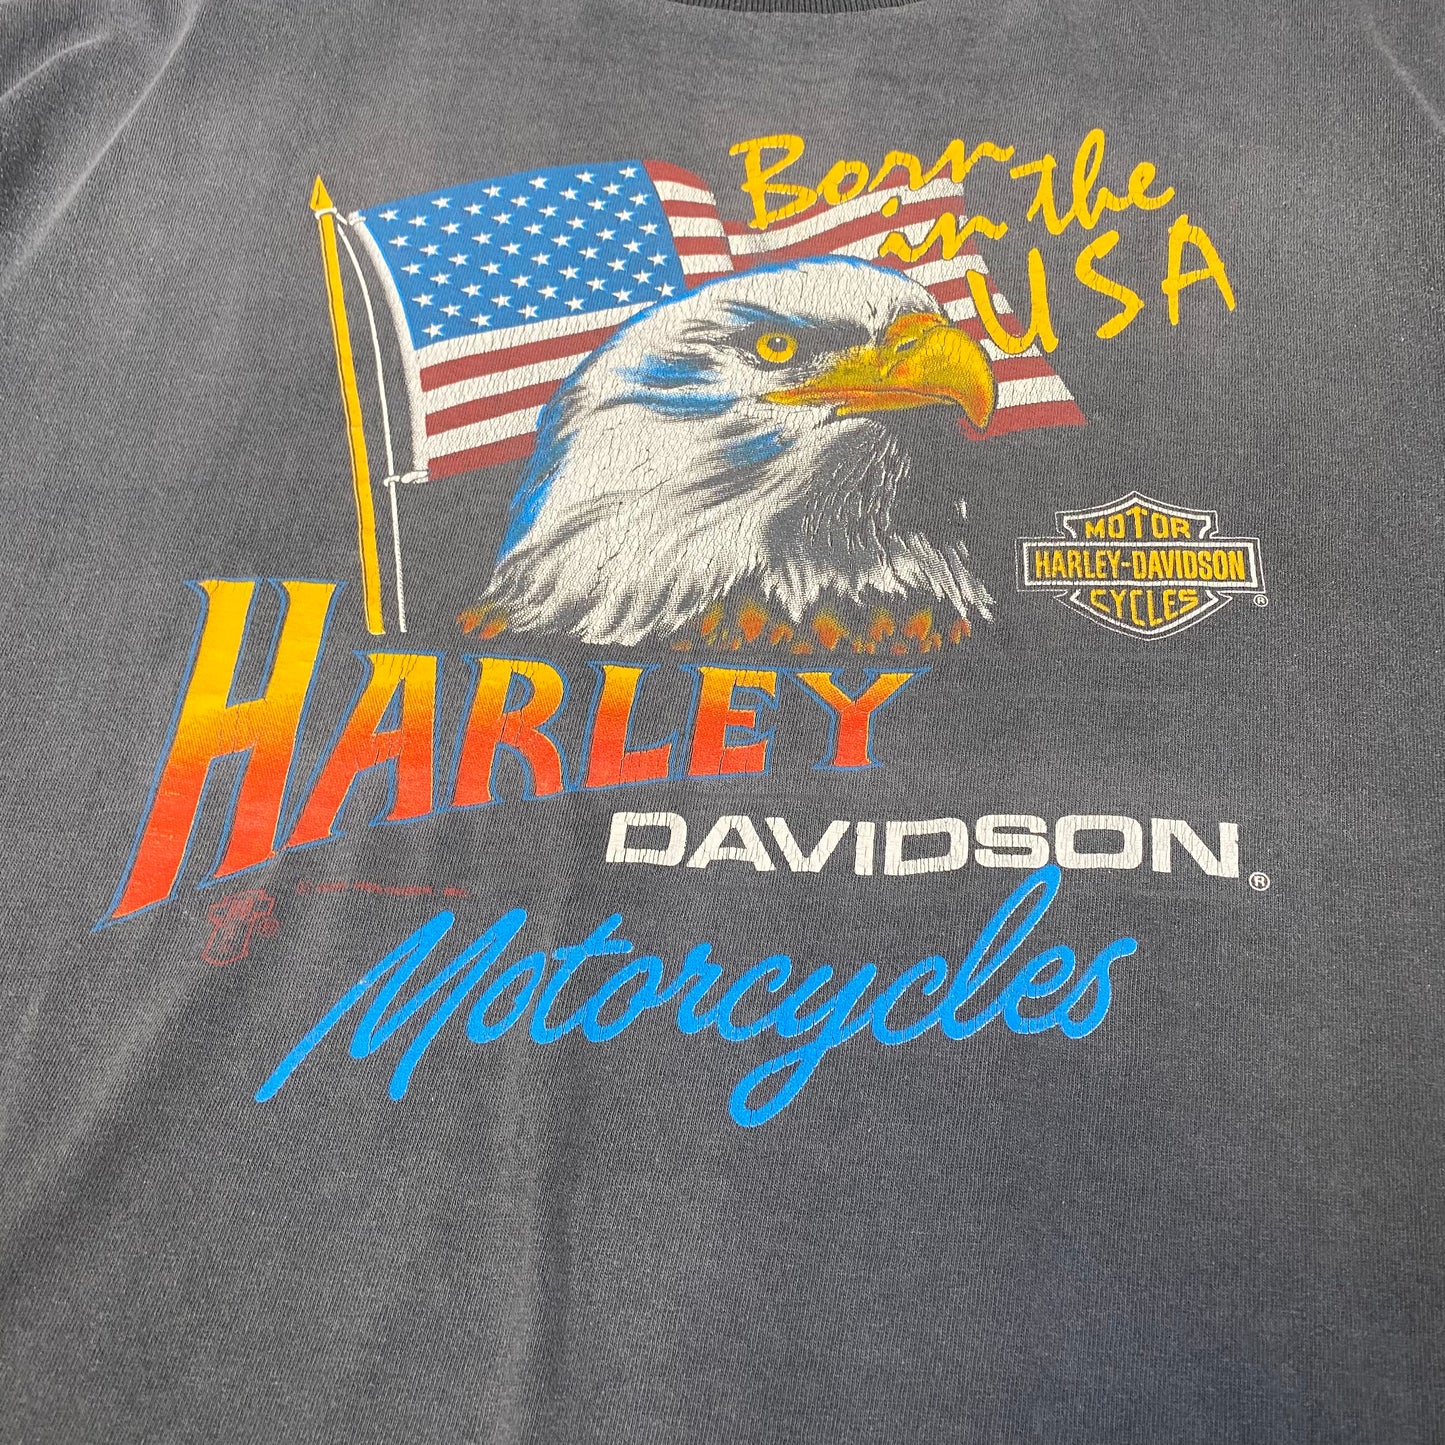 Born
in the
USA
MOTOR
HARLEY-DAVIDSON
CYCLES
®
HARLEY
DAVIDSON®
Motorcycles